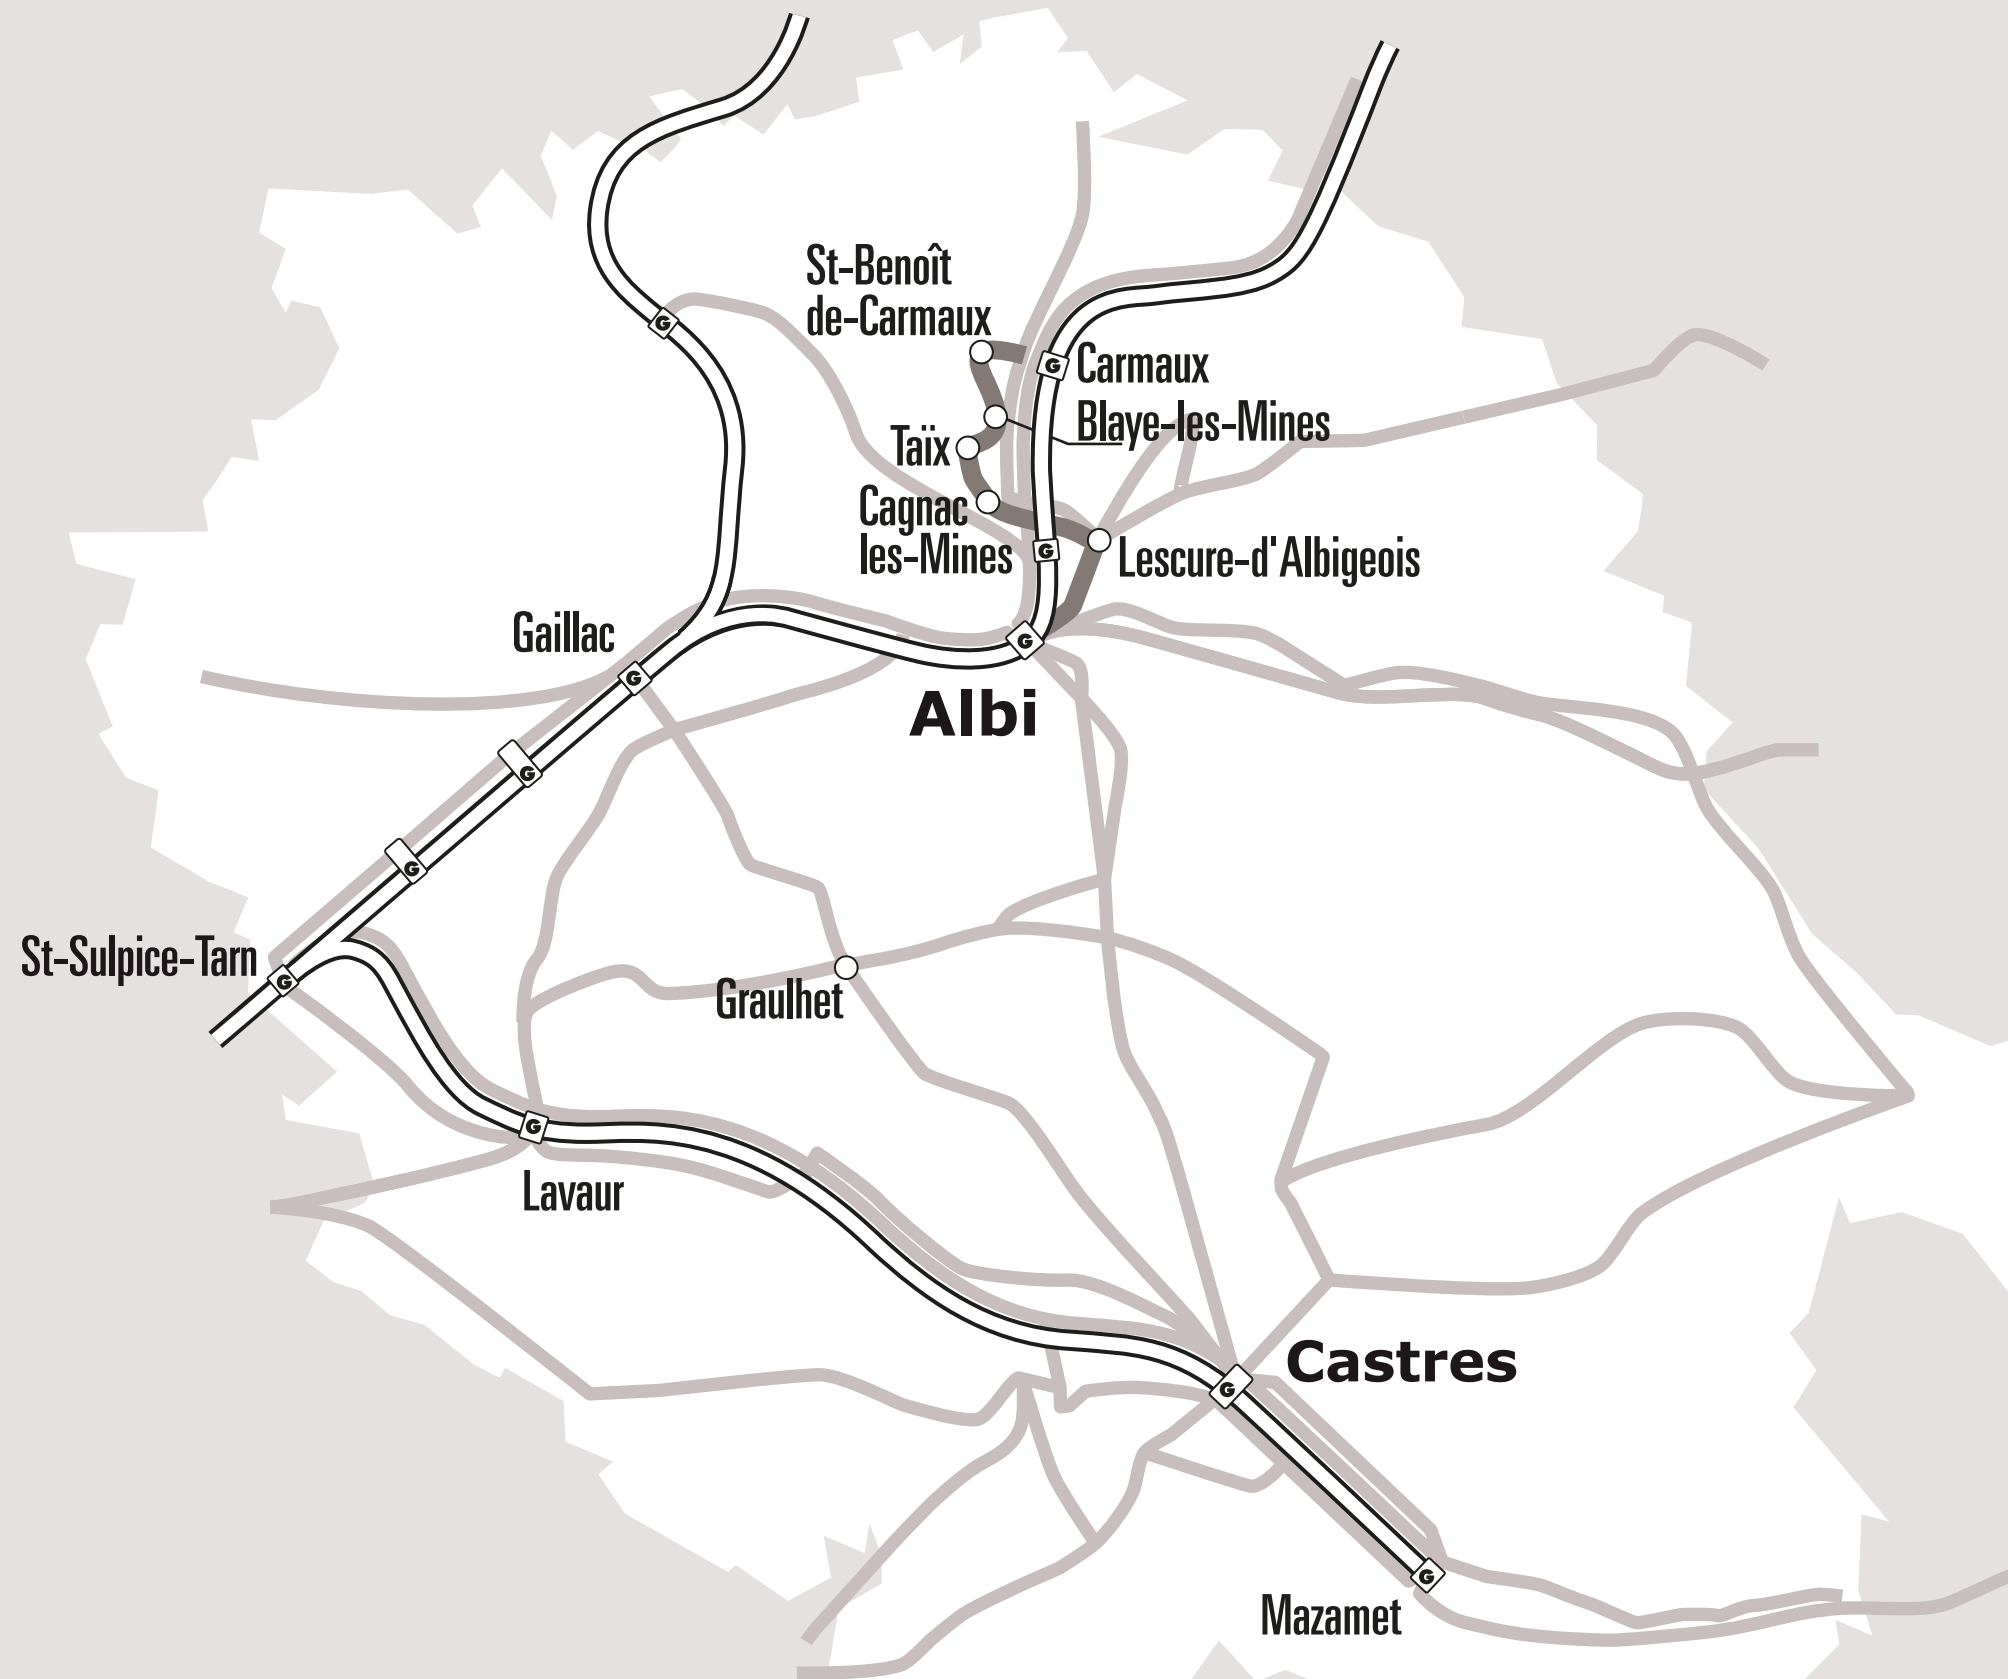 St-Benoît
de-Carmaux
Carmaux
Blaye-les-Mines
Taïx
Cagnac
les-Mines
Lescure-d'Albigeois
Gaillac
Albi
St-Sulpice-Tarn
Graulhet
Lavaur
Castres
Mazamet
G
G
G
G
G
G
G
G
G
G
G